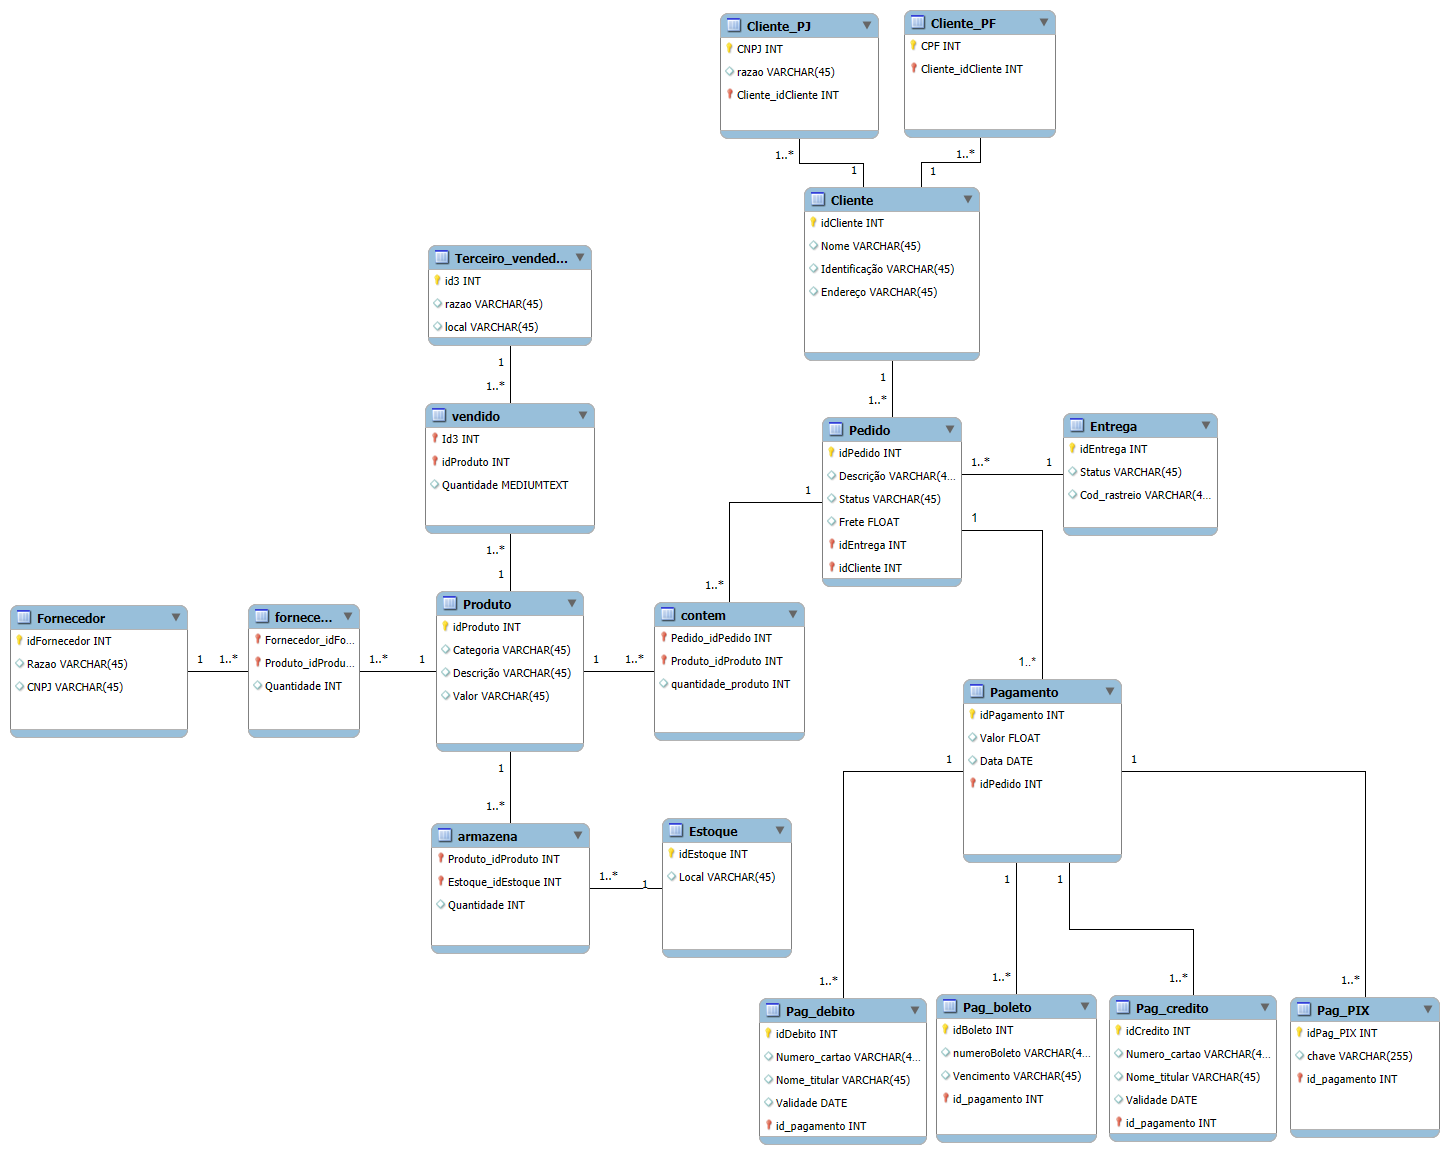 Cliente_PJ
CNPJ INT
razao VARCHAR(45)
Cliente_idCliente INT
Cliente_PF
CPF INT
Cliente_idCliente INT
1..*
1
1..*
1
Cliente
idCliente INT
Nome VARCHAR(45)
Identificação VARCHAR(45)
Endereço VARCHAR(45)
1
1..*
Terceiro_vended...
id3 INT
razao VARCHAR(45)
local VARCHAR(45)
1
1..*
vendido
Id3 INT
idProduto INT
Quantidade MEDIUMTEXT
1..*
1
Pedido
idPedido INT
Descrição VARCHAR(4...
Status VARCHAR(45)
Frete FLOAT
idEntrega INT
idCliente INT
1..*
1
Entrega
idEntrega INT
Status VARCHAR(45)
Cod_rastreio VARCHAR(4...
1
1..*
1
1..*
Fornecedor
idFornecedor INT
Razao VARCHAR(45)
CNPJ VARCHAR(45)
1
1..*
fornece...
Fornecedor_idFo...
Produto_idProdu...
Quantidade INT
1..*
1
Produto
idProduto INT
Categoria VARCHAR(45)
Descrição VARCHAR(45)
Valor VARCHAR(45)
1
1..*
contem
Pedido_idPedido INT
Produto_idProduto INT
quantidade_produto INT
1
1..*
armazena
Produto_idProduto INT
Estoque_idEstoque INT
Quantidade INT
1..*
1
Estoque
idEstoque INT
Local VARCHAR(45)
Pagamento
idPagamento INT
Valor FLOAT
Data DATE
idPedido INT
1
1
1
1
1..*
1..*
1..*
1..*
Pag_debito
idDebito INT
Numero_cartao VARCHAR(4...
Nome_titular VARCHAR(45)
Validade DATE
id_pagamento INT
Pag_boleto
idBoleto INT
numeroBoleto VARCHAR(4...
Vencimento VARCHAR(45)
id_pagamento INT
Pag_credito
idCredito INT
Numero_cartao VARCHAR(4...
Nome_titular VARCHAR(45)
Validade DATE
id_pagamento INT
Pag_PIX
idPag_PIX INT
chave VARCHAR(255)
id_pagamento INT